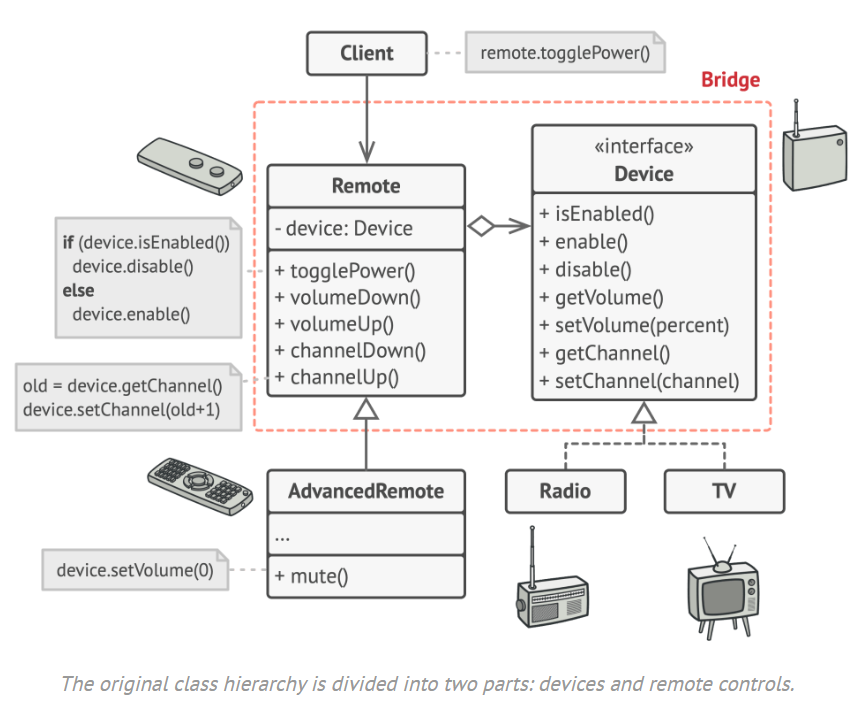 Client
remote.togglePower()
Bridge
Remote
- device: Device
+ togglePower()
+ volumeDown()
+ volumeUp()
+ channelDown()
+ channelUp()
«interface»
Device
+ isEnabled()
+ enable()
+ disable()
+ getVolume()
+ setVolume(percent)
+ getChannel()
+ setChannel(channel)
if (device.isEnabled())
device.disable()
else
device.enable()
old = device.getChannel()
device.setChannel(old+1)
AdvancedRemote
...
+ mute()
device.setVolume(0)
Radio
TV
The original class hierarchy is divided into two parts: devices and remote controls.